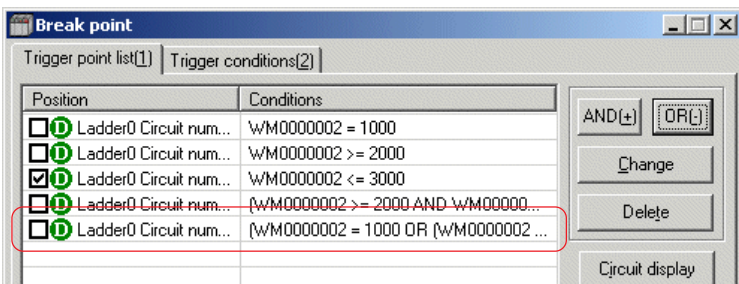 Break point
Trigger point list(1) Trigger conditions(2)
Position Conditions
Ladder0 Circuit num... WM0000002 = 1000
Ladder0 Circuit num... WM0000002 >= 2000
Ladder0 Circuit num... WM0000002 <= 3000
Ladder0 Circuit num... (WM0000002 >= 2000 AND WM00000...
Ladder0 Circuit num... (WM0000002 = 1000 OR (WM0000002 ...
AND(+) OR(-)
Change
Delete
Circuit display